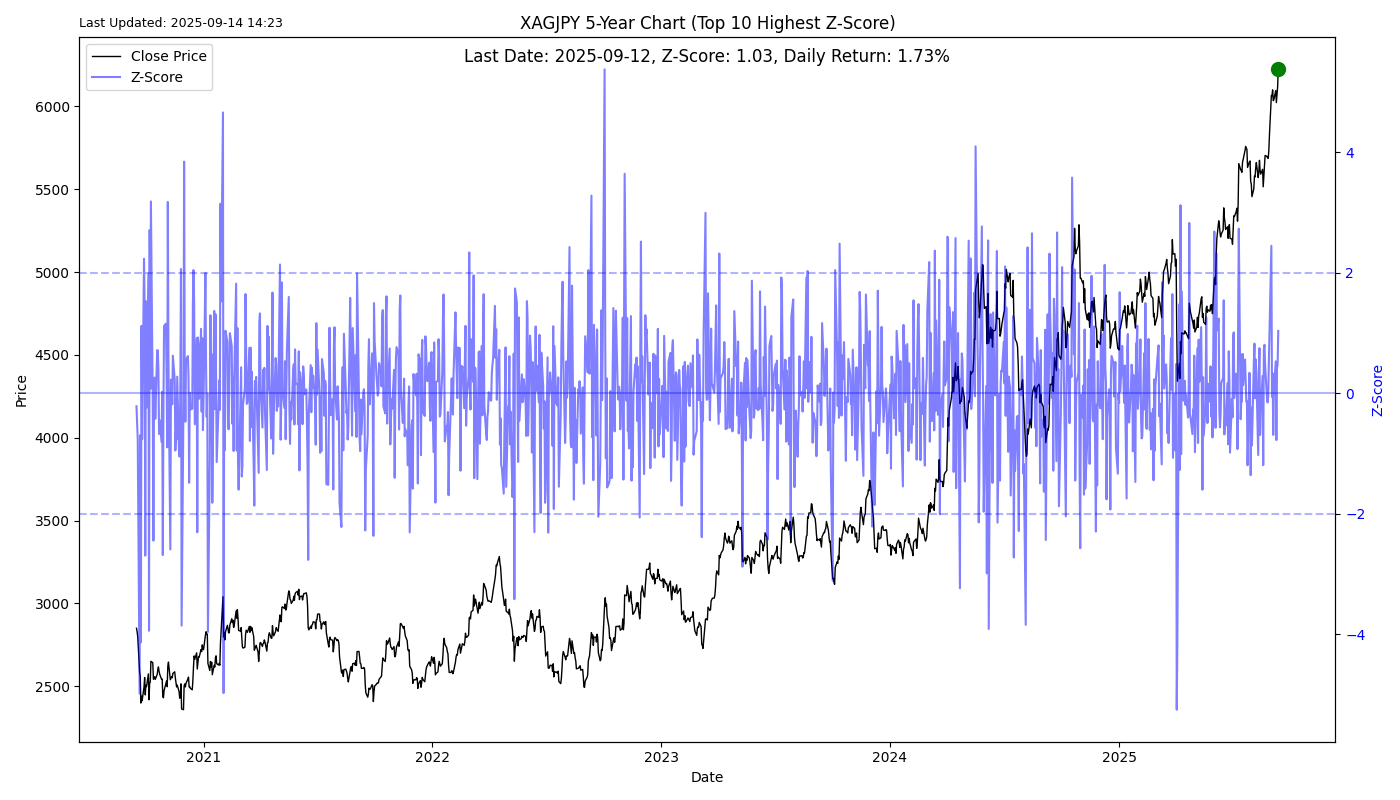 Last Updated: 2025-09-14 14:23
XAGJPY 5-Year Chart (Top 10 Highest Z-Score)
Last Date: 2025-09-12, Z-Score: 1.03, Daily Return: 1.73%
Close Price
Z-Score
Price
6000
5500
5000
4500
4000
3500
3000
2500
4
2
0
−2
−4
Z-Score
2021
2022
2023
2024
2025
Date